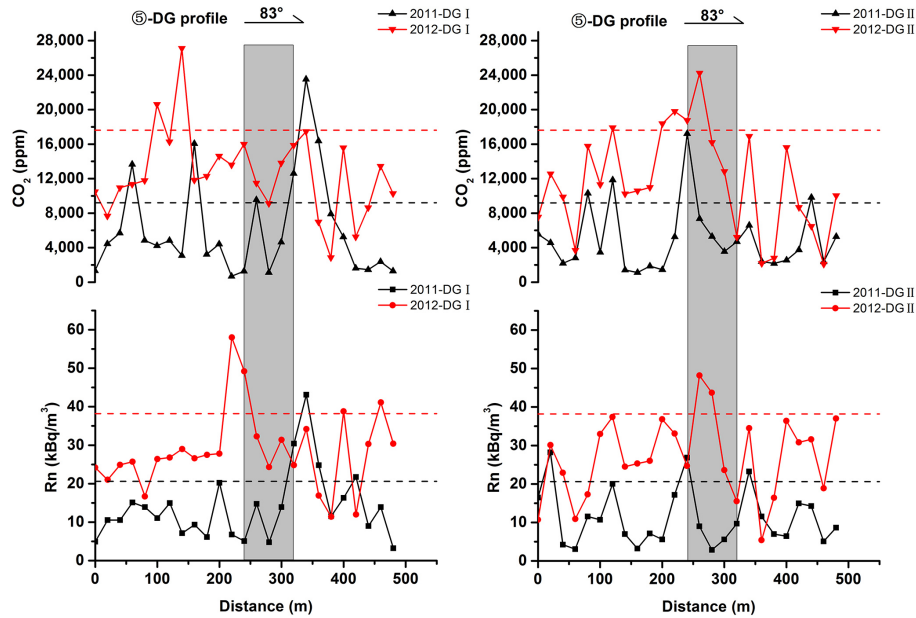 ⑤-DG profile 83°
2011-DG Ⅰ
2012-DG Ⅰ
28,000
24,000
20,000
16,000
12,000
8,000
4,000
0
CO₂ (ppm)
⑤-DG profile 83°
2011-DG Ⅱ
2012-DG Ⅱ
28,000
24,000
20,000
16,000
12,000
8,000
4,000
0
CO₂ (ppm)
2011-DG Ⅰ
2012-DG Ⅰ
60
50
40
30
20
10
0
Rn (kBq/m³)
0 100 200 300 400 500
Distance (m)
2011-DG Ⅱ
2012-DG Ⅱ
60
50
40
30
20
10
0
Rn (kBq/m³)
0 100 200 300 400 500
Distance (m)